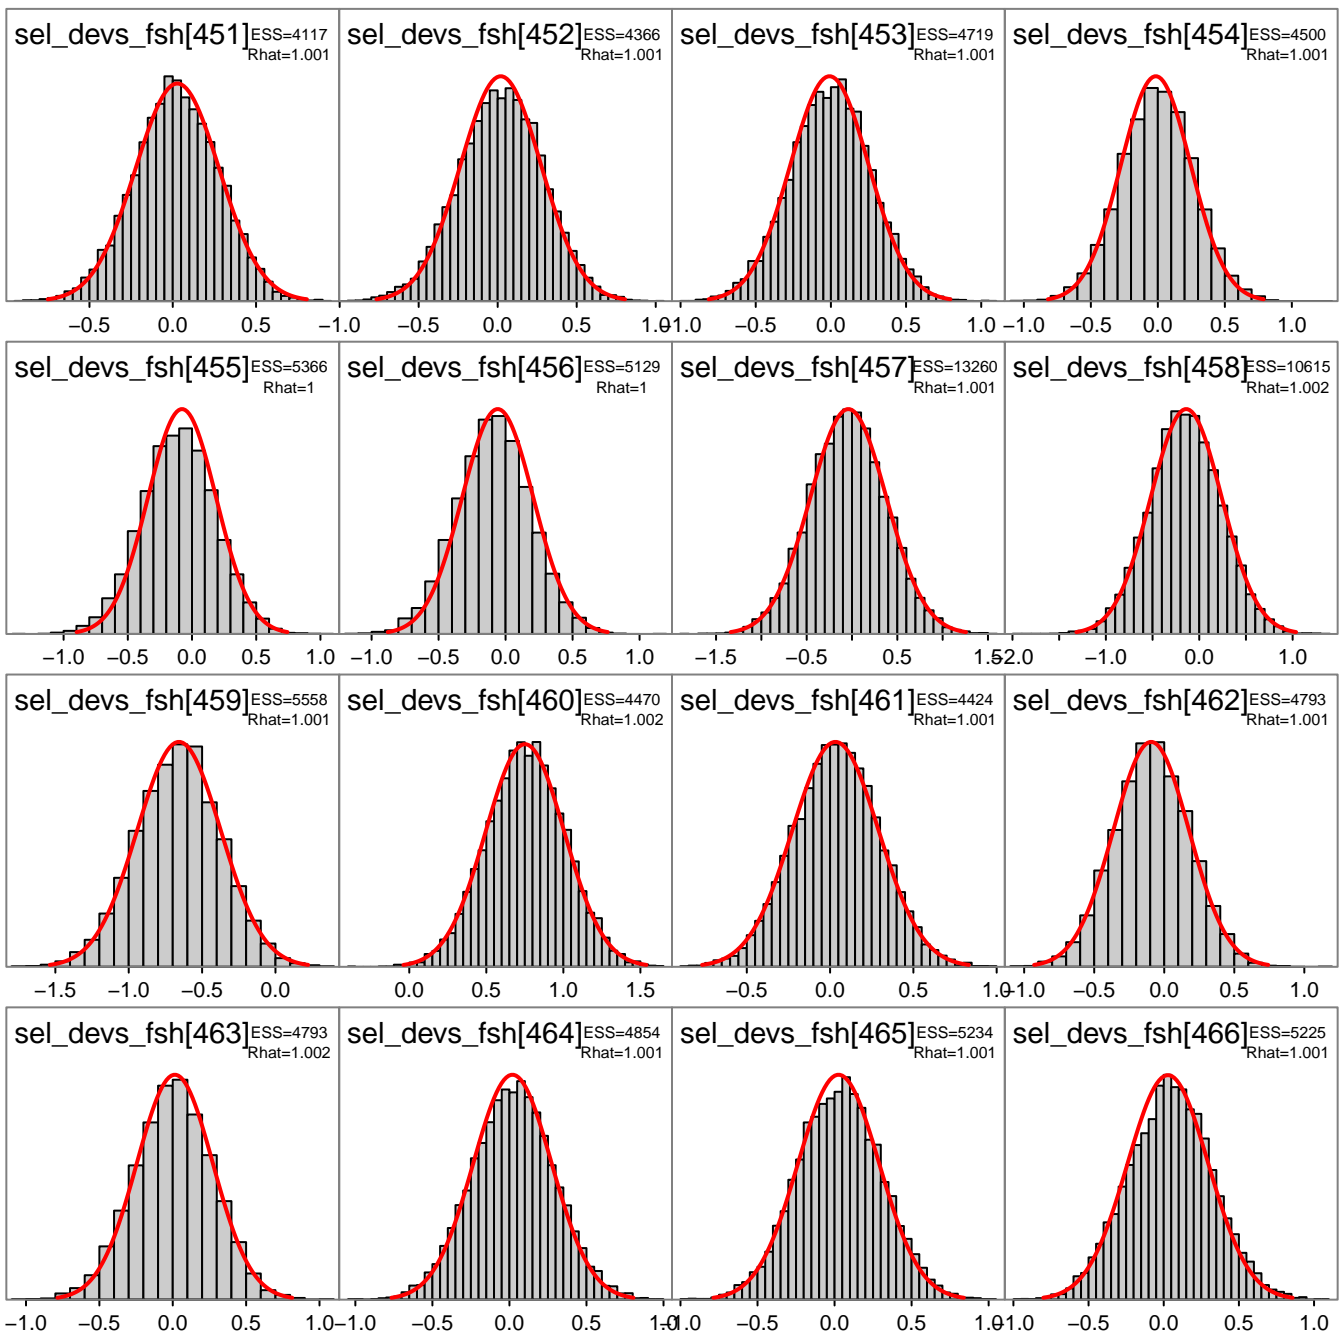 sel_devs_fsh[451] ESS=4117
Rhat=1.001
sel_devs_fsh[452] ESS=4366
Rhat=1.001
sel_devs_fsh[453] ESS=4719
Rhat=1.001
sel_devs_fsh[454] ESS=4500
Rhat=1.001
−0.5 0.0 0.5
−1.0 −0.5 0.0 0.5 1.0
−1.0 −0.5 0.0 0.5 1.0
−1.0 −0.5 0.0 0.5 1.0
sel_devs_fsh[455] ESS=5366
Rhat=1
sel_devs_fsh[456] ESS=5129
Rhat=1
sel_devs_fsh[457] ESS=13260
Rhat=1.001
sel_devs_fsh[458] ESS=10615
Rhat=1.002
−1.0 −0.5 0.0 0.5 1.0
−1.0 −0.5 0.0 0.5 1.0
−1.5 −0.5 0.5 1.5
−2.0 −1.0 0.0 1.0
sel_devs_fsh[459] ESS=5558
Rhat=1.001
sel_devs_fsh[460] ESS=4470
Rhat=1.002
sel_devs_fsh[461] ESS=4424
Rhat=1.001
sel_devs_fsh[462] ESS=4793
Rhat=1.001
−1.5 −1.0 −0.5 0.0
0.0 0.5 1.0 1.5
−0.5 0.0 0.5 1.0
−1.0 −0.5 0.0 0.5 1.0
sel_devs_fsh[463] ESS=4793
Rhat=1.002
sel_devs_fsh[464] ESS=4854
Rhat=1.001
sel_devs_fsh[465] ESS=5234
Rhat=1.001
sel_devs_fsh[466] ESS=5225
Rhat=1.001
−1.0 −0.5 0.0 0.5 1.0
−1.0 −0.5 0.0 0.5 1.0
−1.0 −0.5 0.0 0.5 1.0
−1.0 −0.5 0.0 0.5 1.0